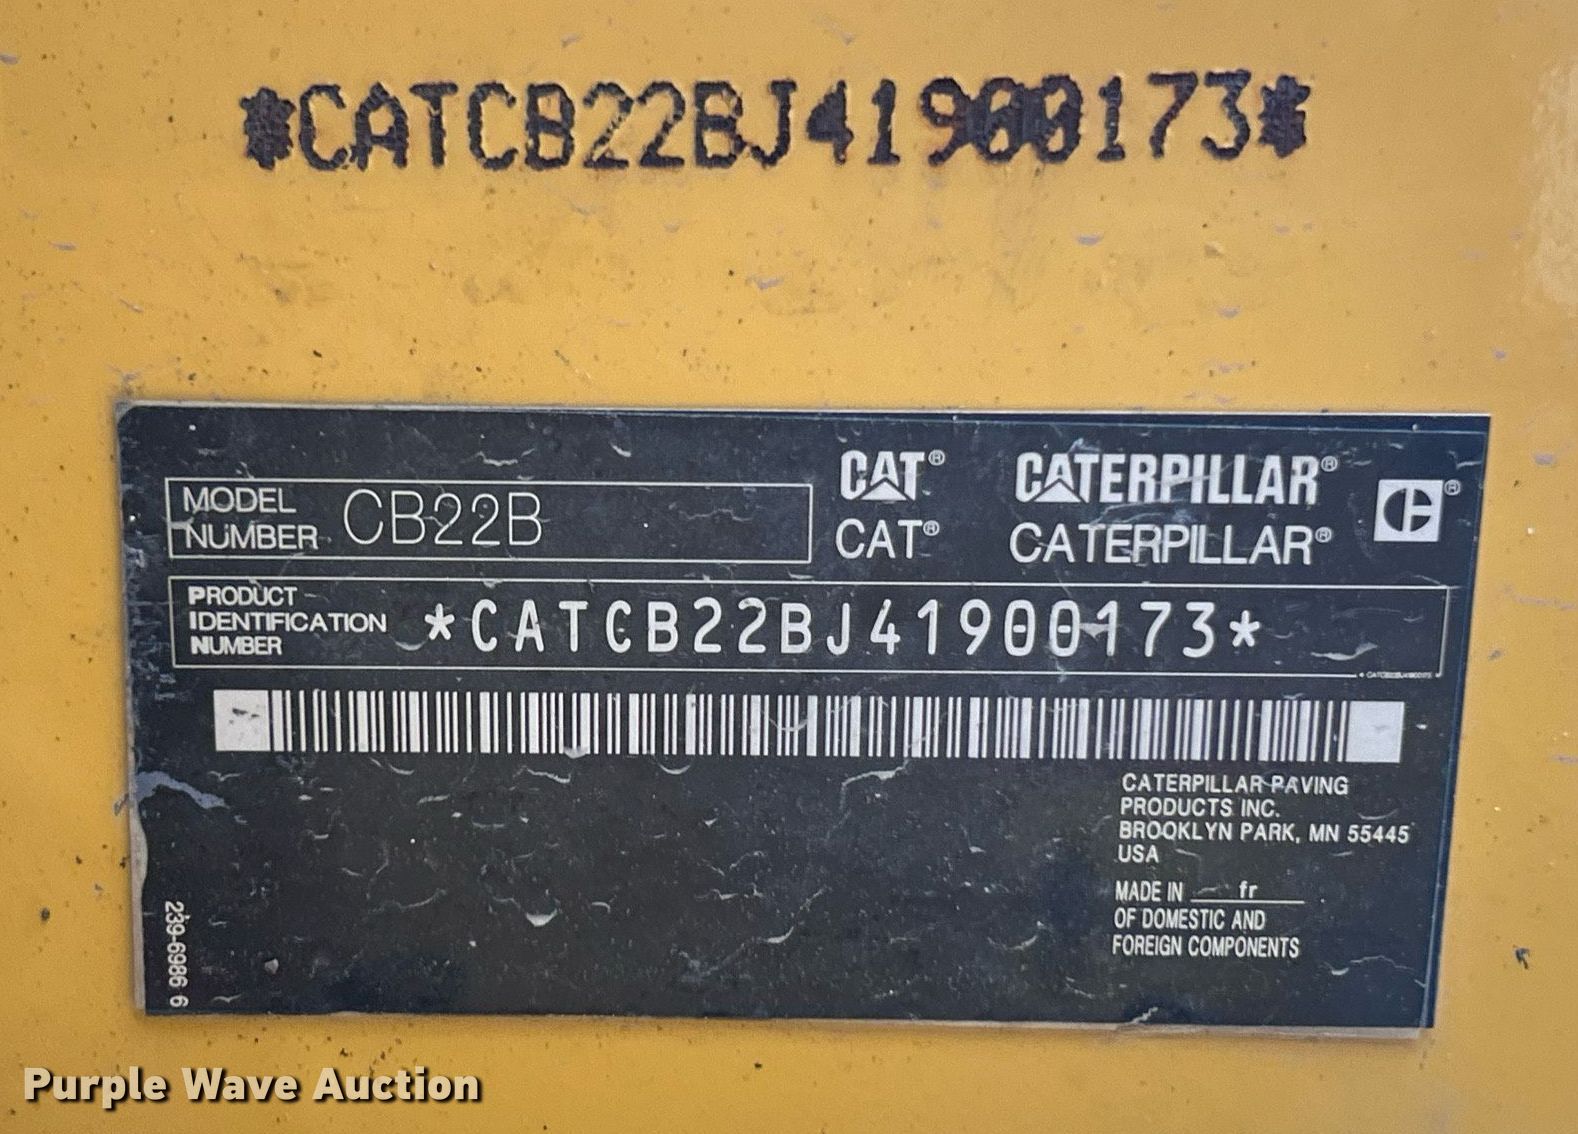 *CATCB22BJ41900173*
MODEL NUMBER CB22B
CAT® CATERPILLAR®
CAT® CATERPILLAR®
PRODUCT IDENTIFICATION NUMBER *CATCB22BJ41900173*
*CATCB22BJ41900173*
CATERPILLAR PAVING
PRODUCTS INC.
BROOKLYN PARK, MN 55445
USA
MADE IN fr
OF DOMESTIC AND
FOREIGN COMPONENTS
239-6986 6
Purple Wave Auction